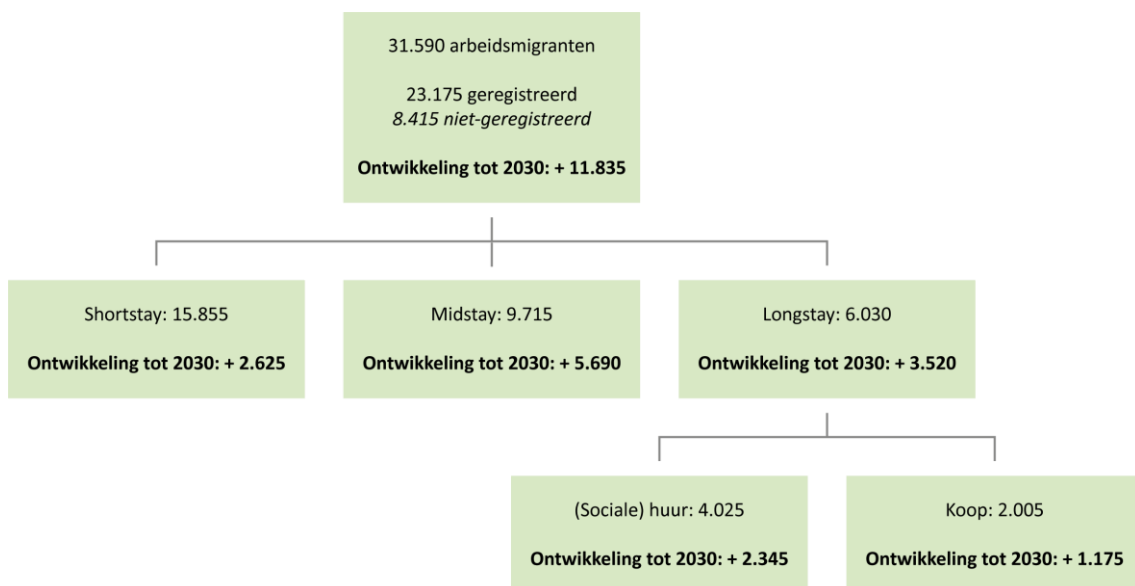 31.590 arbeidsmigranten
23.175 geregistreerd
8.415 niet-geregistreerd
Ontwikkeling tot 2030: + 11.835
Shortstay: 15.855
Ontwikkeling tot 2030: + 2.625
Midstay: 9.715
Ontwikkeling tot 2030: + 5.690
Longstay: 6.030
Ontwikkeling tot 2030: + 3.520
(Sociale) huur: 4.025
Ontwikkeling tot 2030: + 2.345
Koop: 2.005
Ontwikkeling tot 2030: + 1.175